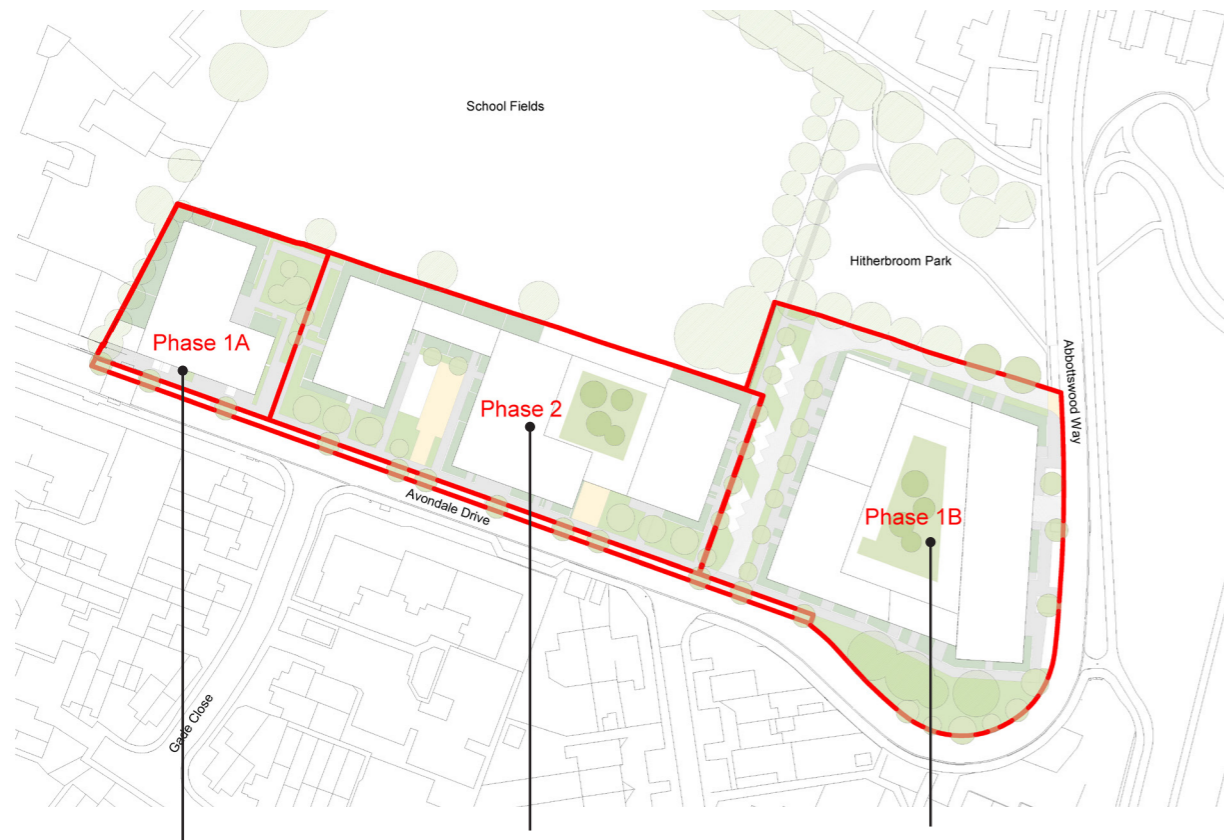 School Fields
Hitherbroom Park
Phase 1A
Abbottswood Way
Phase 2
Avondale Drive
Phase 1B
Gade Close